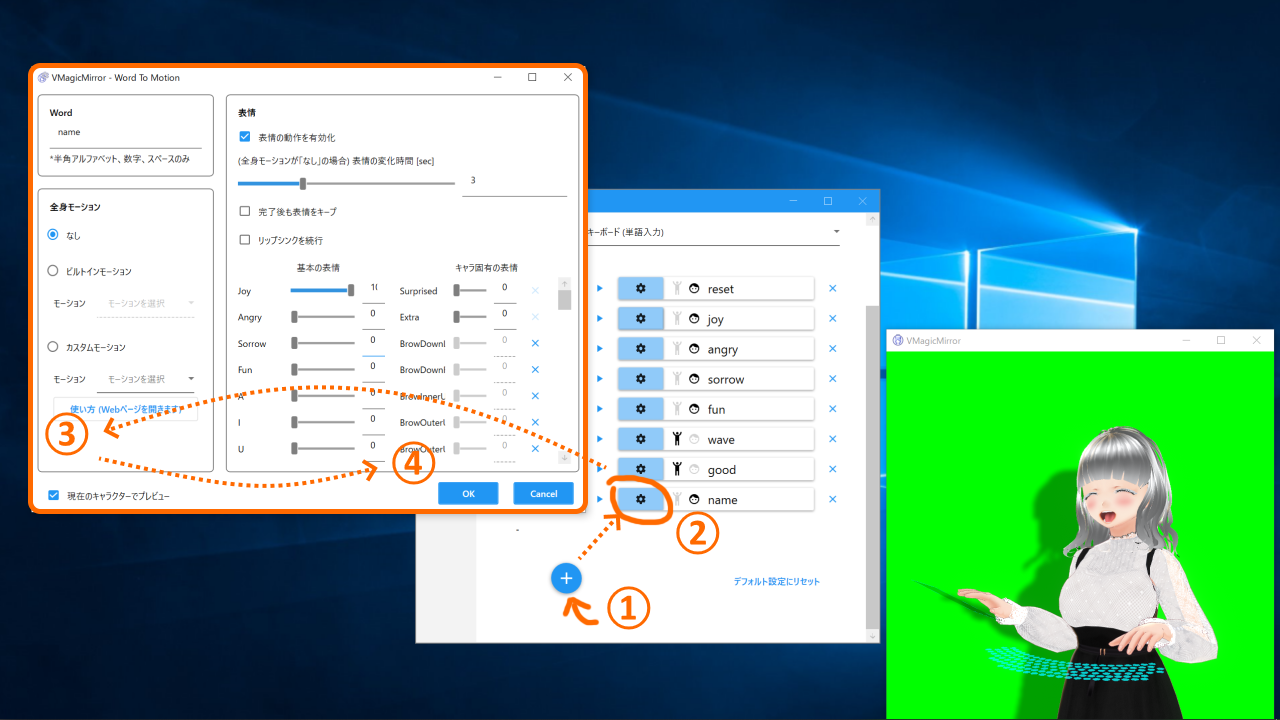 VMagicMirror - Word To Motion
Word
name
*半角アルファベット、数字、スペースのみ
全身モーション
なし
ビルトインモーション
モーション モーションを選択
カスタムモーション
モーション モーションを選択
使い方 (Webページを開きます)
③
表情
表情の動作を有効化
(全身モーションが「なし」の場合) 表情の変化時間 [sec]
3
完了後も表情をキープ
リップシンクを続行
基本の表情 キャラ固有の表情
Joy 10 Surprised 0
Angry 0 Extra 0
Sorrow 0 BrowDownl 0
Fun 0 BrowDownl 0
A 0 BrowInnerU 0
I 0 BrowOuterU 0
U 0 BrowOuterU 0
④
現在のキャラクターでプレビュー
OK Cancel
キーボード (単語入力)
reset
joy
angry
sorrow
fun
wave
good
name
②
-
デフォルト設定にリセット
①
VMagicMirror